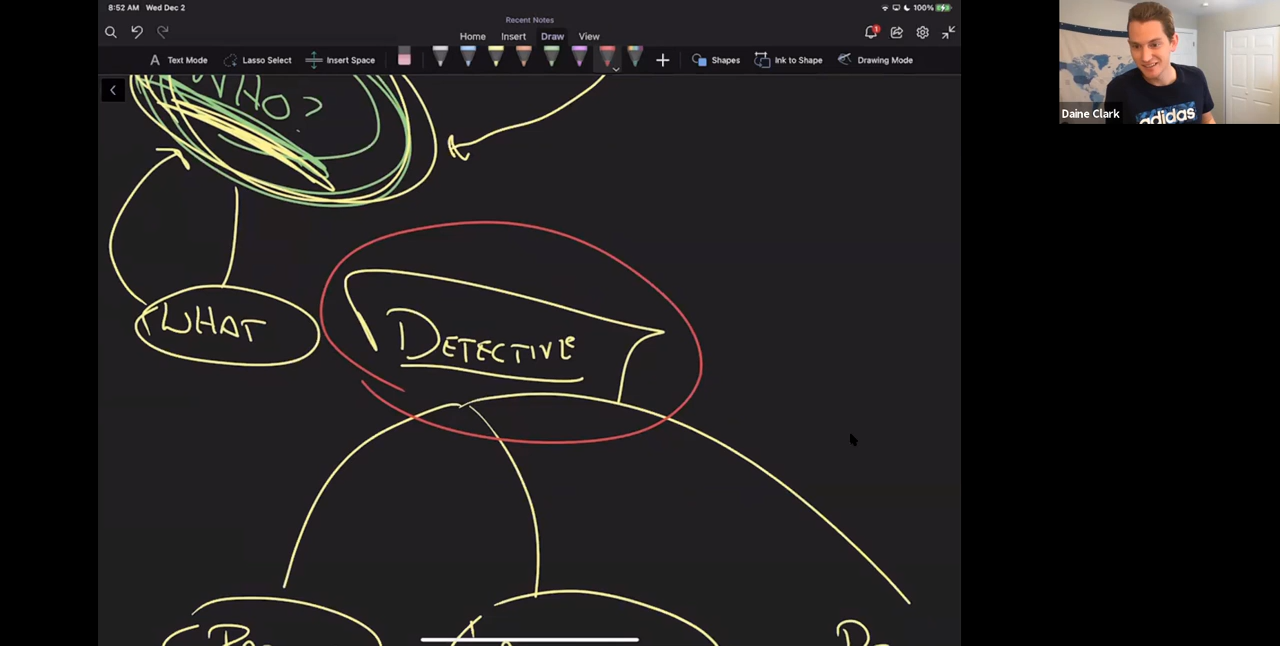 8:52 AM Wed Dec 2
100%
Recent Notes
Home Insert Draw View
1
Text Mode Lasso Select Insert Space Shapes Ink to Shape Drawing Mode
WHO?
WHAT
DETECTIVE
Daine Clark
adidas